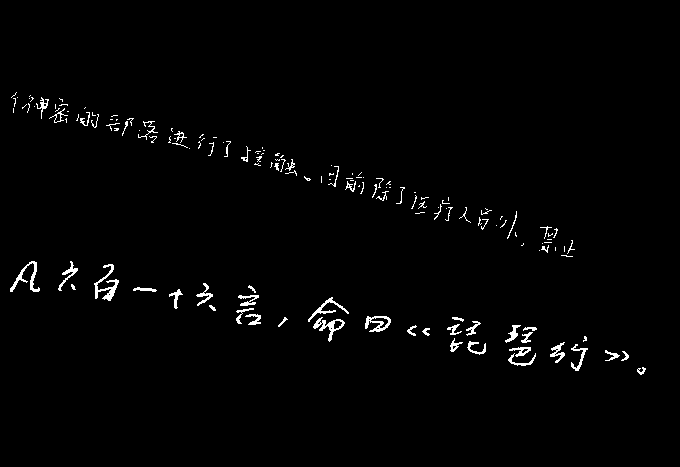 个神密的部落进行了接触。目前除了医疗人员外，禁止
凡六百一十六言，命曰《琵琶行》。